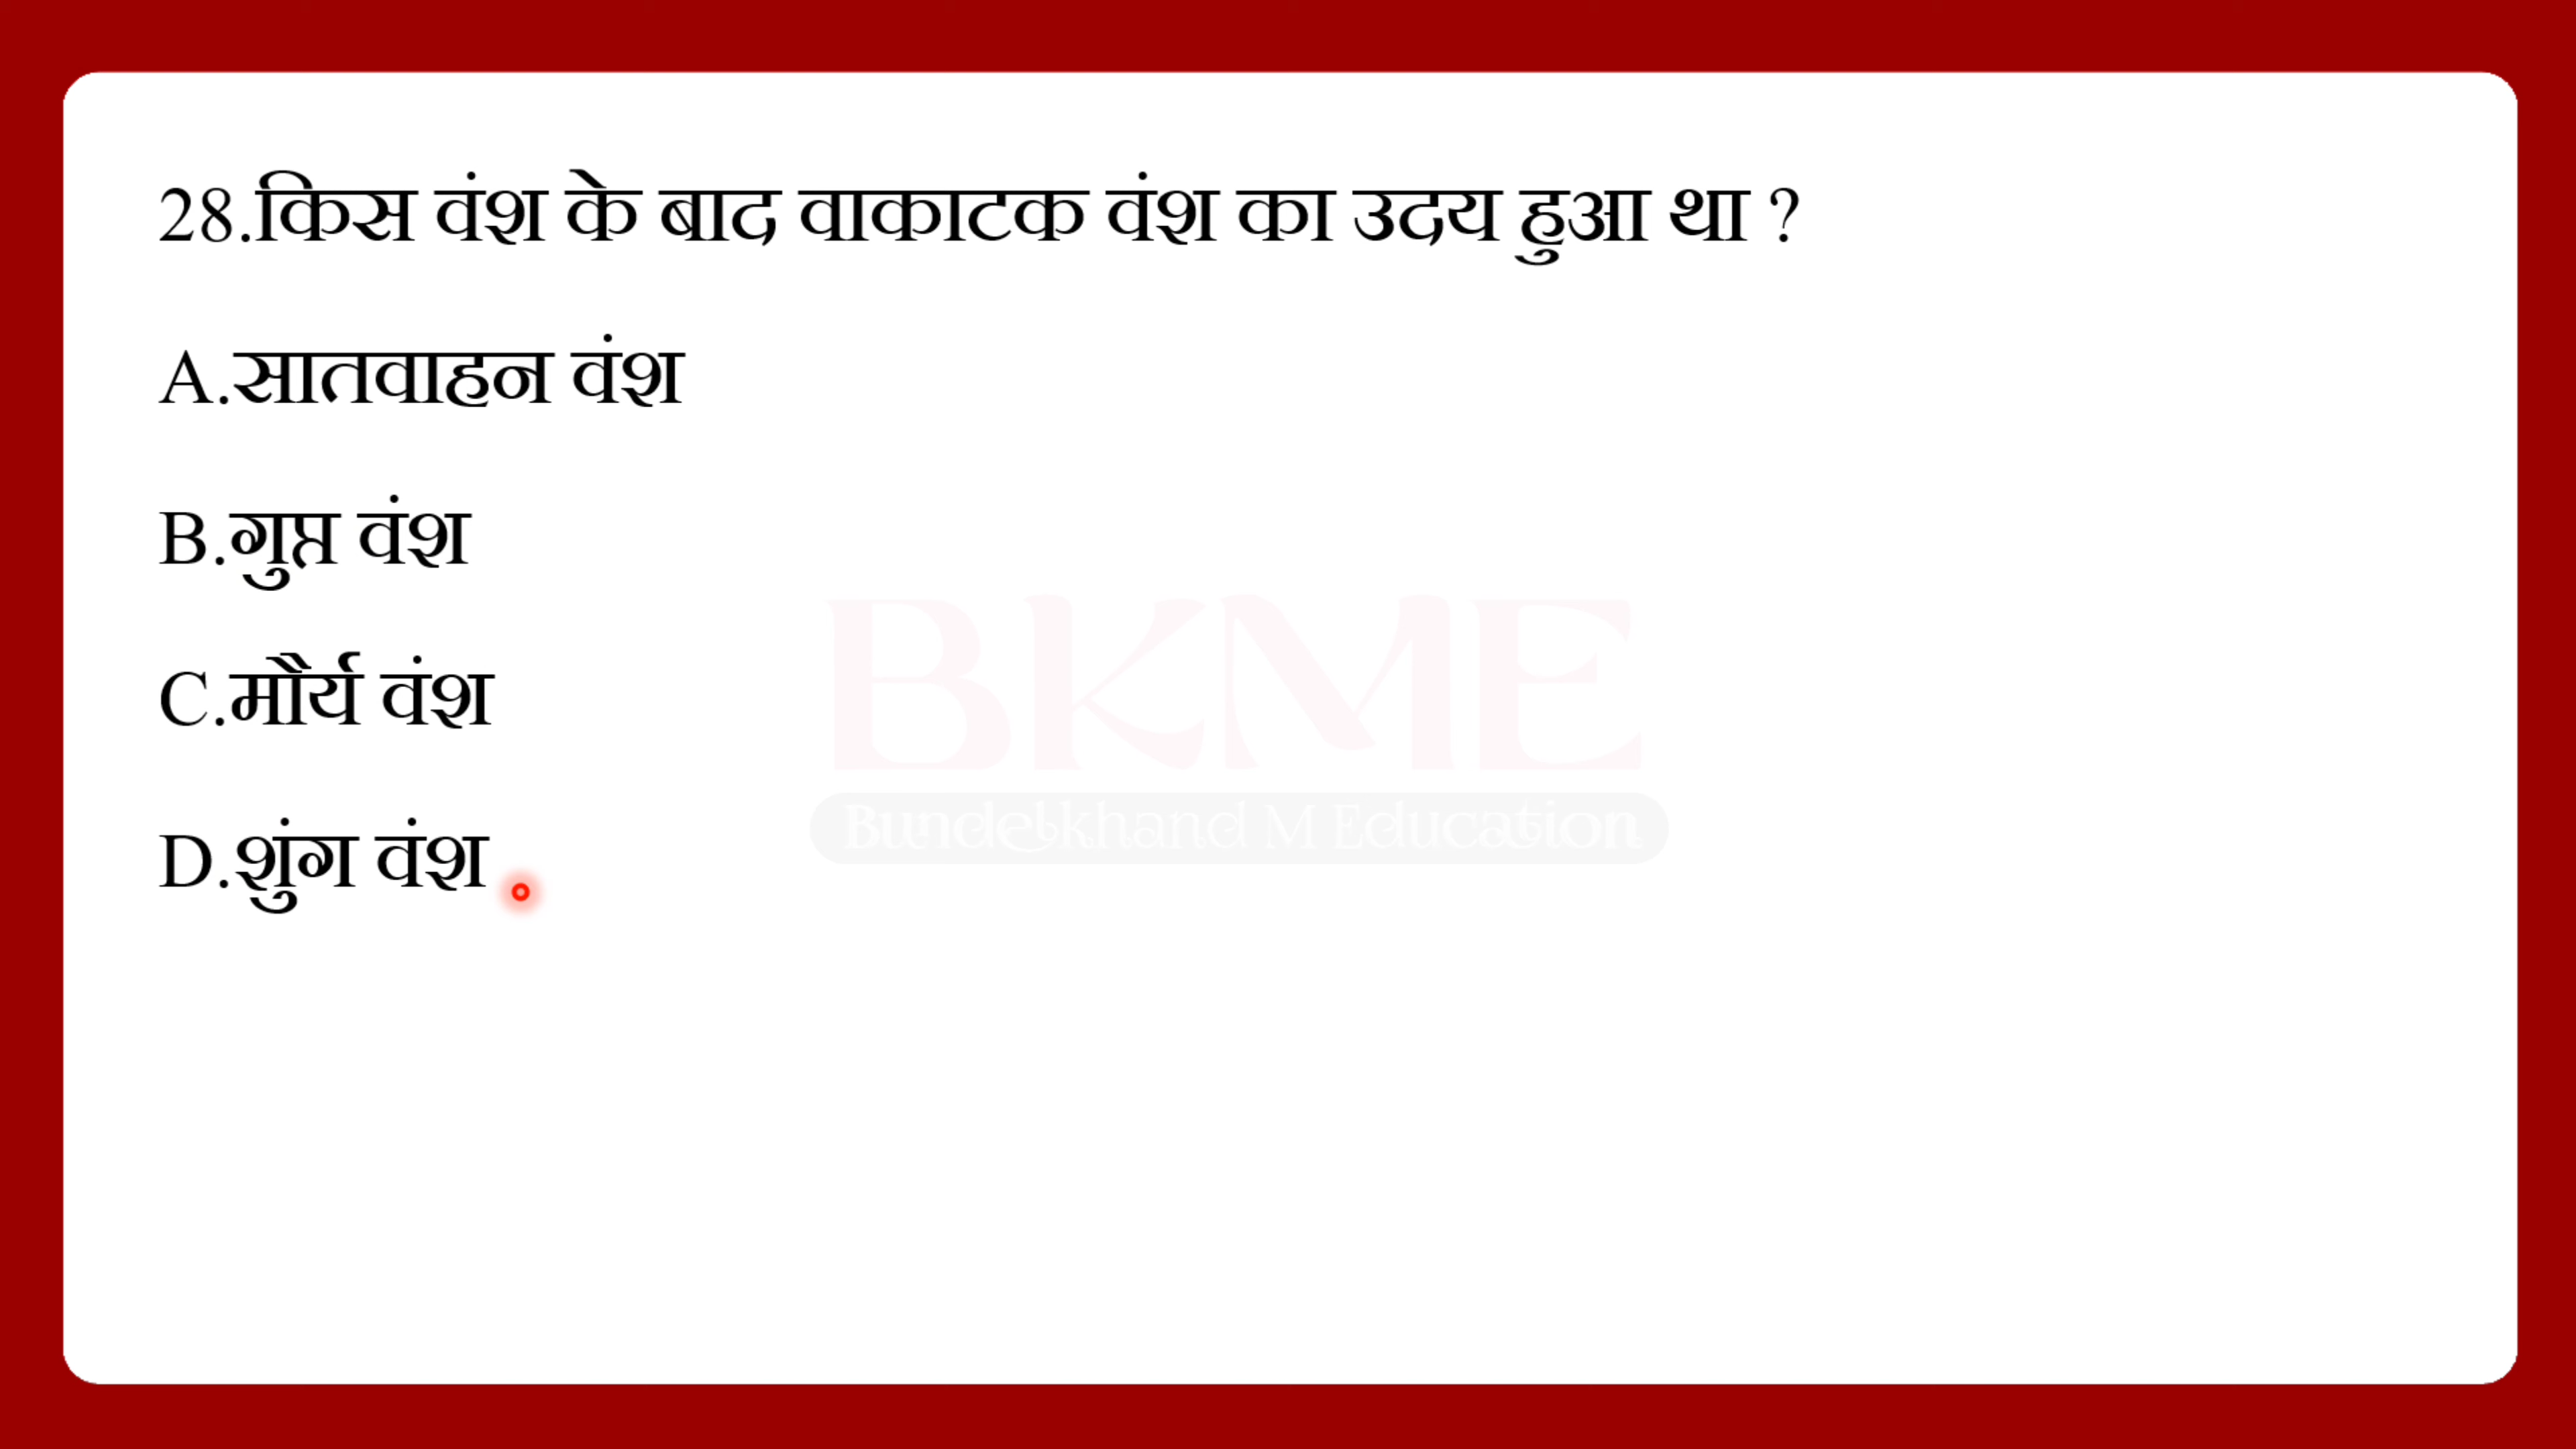 28.किस वंश के बाद वाकाटक वंश का उदय हुआ था ?
A.सातवाहन वंश
B.गुप्त वंश
C.मौर्य वंश
D.शुंग वंश
BKME
Bundelkhand M Education